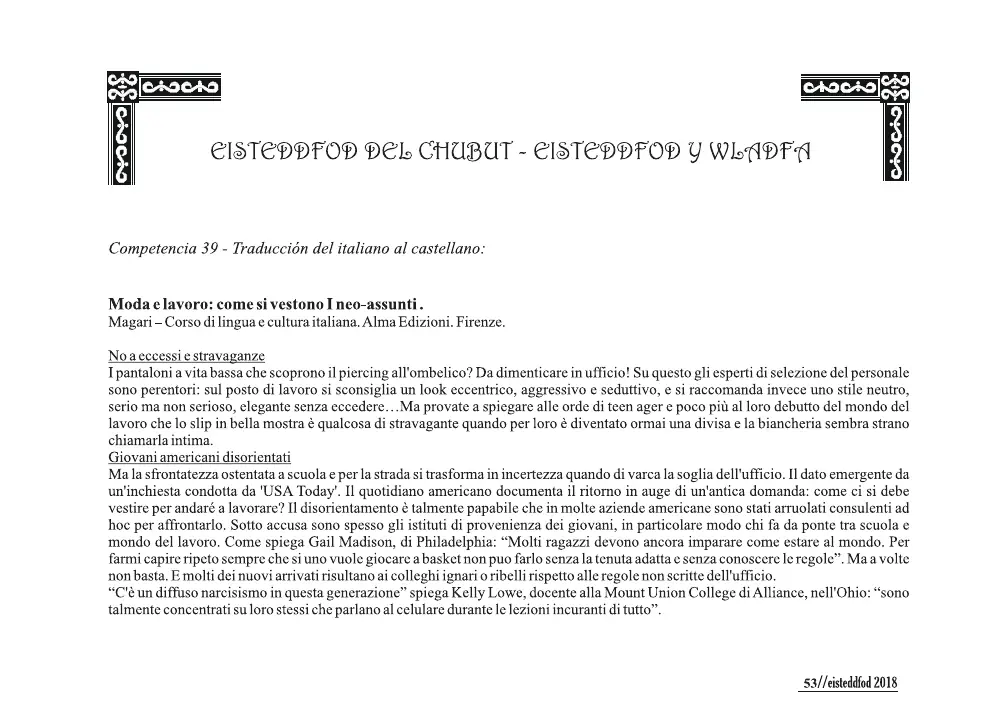 EISTEDDFOD DEL CHUBUT - EISTEDDFOD Y WLADFA
Competencia 39 - Traducción del italiano al castellano:
Moda e lavoro: come si vestono I neo-assunti .
Magari – Corso di lingua e cultura italiana. Alma Edizioni. Firenze.
No a eccessi e stravaganze
I pantaloni a vita bassa che scoprono il piercing all'ombelico? Da dimenticare in ufficio! Su questo gli esperti di selezione del personale
sono perentori: sul posto di lavoro si sconsiglia un look eccentrico, aggressivo e seduttivo, e si raccomanda invece uno stile neutro,
serio ma non serioso, elegante senza eccedere…Ma provate a spiegare alle orde di teen ager e poco più al loro debutto del mondo del
lavoro che lo slip in bella mostra è qualcosa di stravagante quando per loro è diventato ormai una divisa e la biancheria sembra strano
chiamarla intima.
Giovani americani disorientati
Ma la sfrontatezza ostentata a scuola e per la strada si trasforma in incertezza quando di varca la soglia dell'ufficio. Il dato emergente da
un'inchiesta condotta da 'USA Today'. Il quotidiano americano documenta il ritorno in auge di un'antica domanda: come ci si debe
vestire per andaré a lavorare? Il disorientamento è talmente papabile che in molte aziende americane sono stati arruolati consulenti ad
hoc per affrontarlo. Sotto accusa sono spesso gli istituti di provenienza dei giovani, in particolare modo chi fa da ponte tra scuola e
mondo del lavoro. Come spiega Gail Madison, di Philadelphia: “Molti ragazzi devono ancora imparare come estare al mondo. Per
farmi capire ripeto sempre che si uno vuole giocare a basket non puo farlo senza la tenuta adatta e senza conoscere le regole”. Ma a volte
non basta. E molti dei nuovi arrivati risultano ai colleghi ignari o ribelli rispetto alle regole non scritte dell'ufficio.
“C'è un diffuso narcisismo in questa generazione” spiega Kelly Lowe, docente alla Mount Union College di Alliance, nell'Ohio: “sono
talmente concentrati su loro stessi che parlano al celulare durante le lezioni incuranti di tutto”.
53//eisteddfod 2018